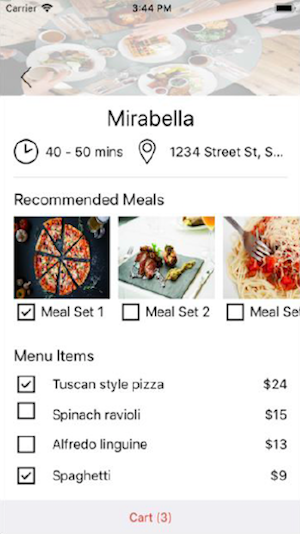 Carrier 3:44 PM
Mirabella
40 - 50 mins 1234 Street St, S...
Recommended Meals
Meal Set 1 Meal Set 2 Meal Se
Menu Items
Tuscan style pizza $24
Spinach ravioli $15
Alfredo linguine $13
Spaghetti $9
Cart (3)